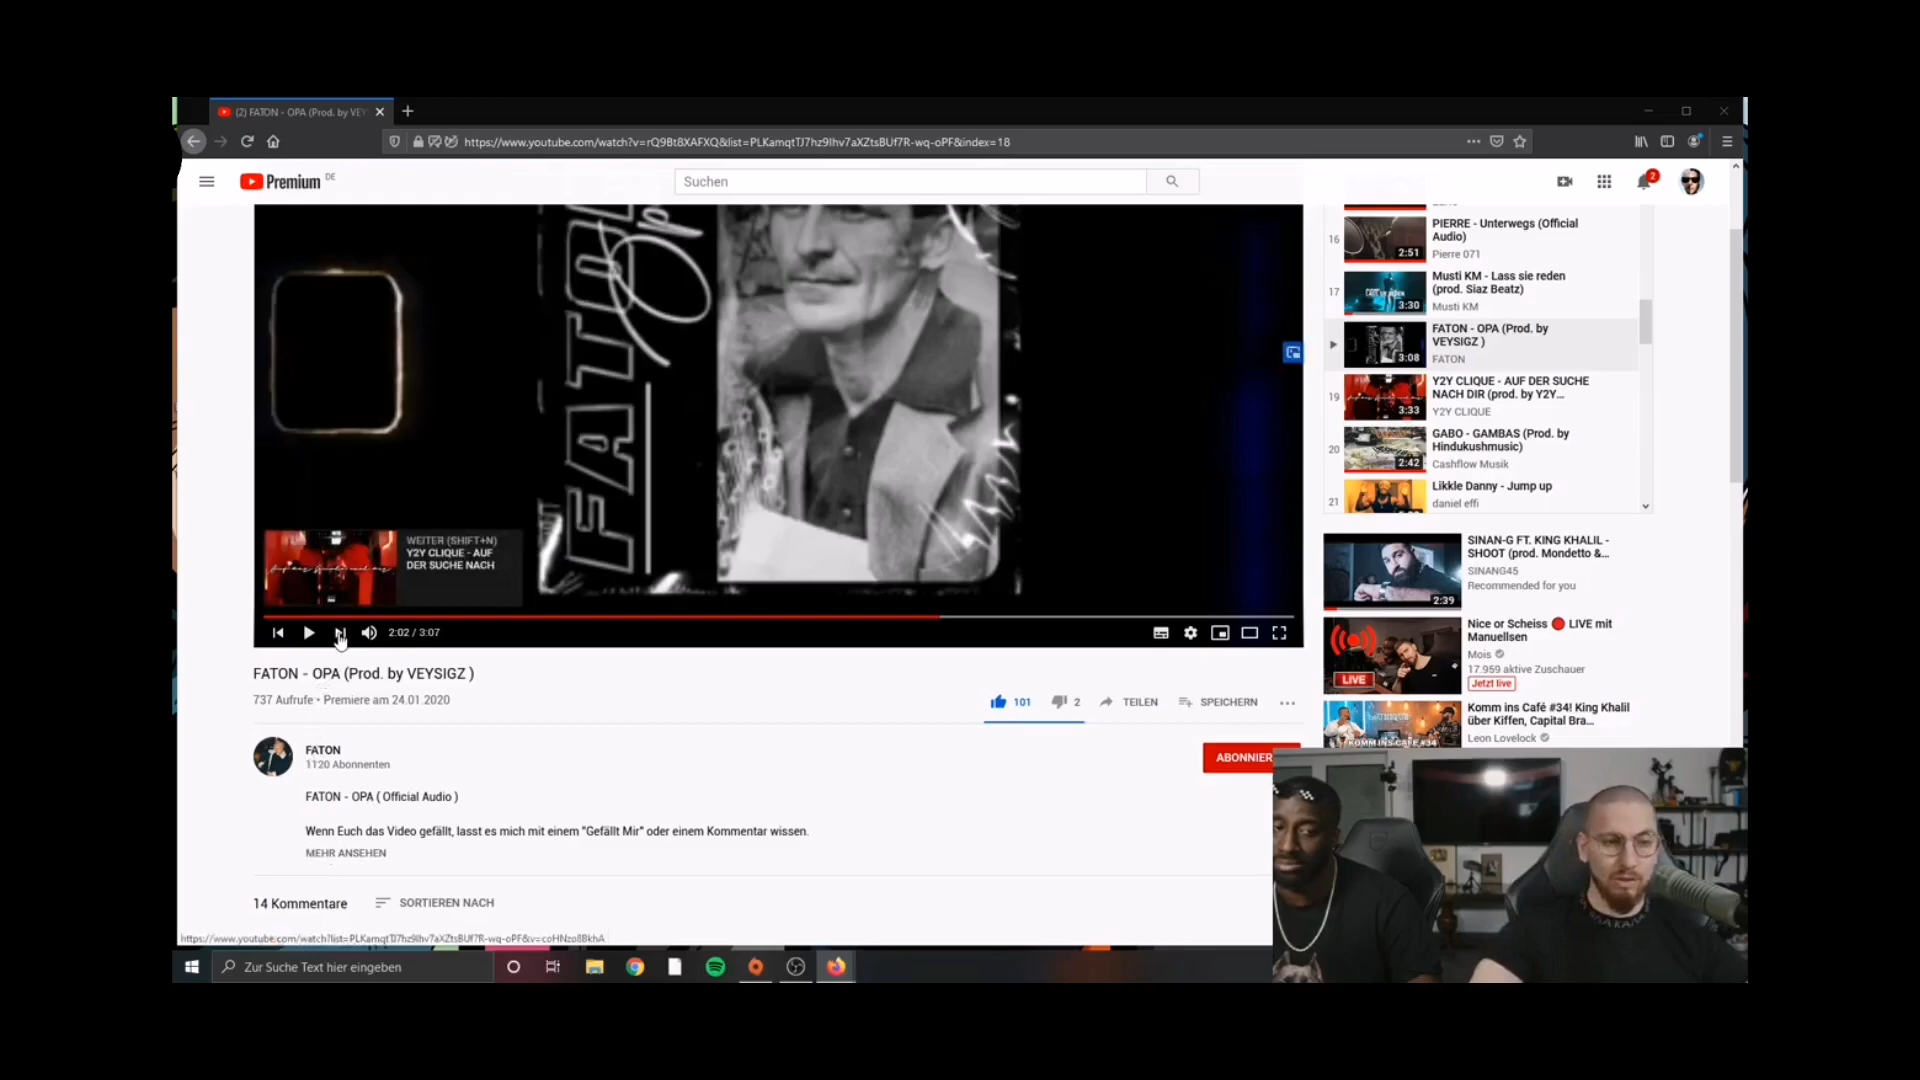 (2) FATON - OPA (Prod. by VEY
https://www.youtube.com/watch?v=rQ9Bt8XAFXQ&list=PLKamqtTJ7hz9Ihv7aXZtsBUf7R-wq-oPF&index=18
Premium DE
Suchen
2
FATON
WEITER (SHIFT+N)
Y2Y CLIQUE - AUF
DER SUCHE NACH
2:02 / 3:07
FATON - OPA (Prod. by VEYSIGZ )
737 Aufrufe • Premiere am 24.01.2020
101
2
TEILEN
SPEICHERN
FATON
1120 Abonnenten
ABONNIER
FATON - OPA ( Official Audio )
Wenn Euch das Video gefällt, lasst es mich mit einem "Gefällt Mir" oder einem Kommentar wissen.
MEHR ANSEHEN
14 Kommentare
SORTIEREN NACH
16
PIERRE - Unterwegs (Official
Audio)
Pierre 071
2:51
17
Musti KM - Lass sie reden
(prod. Siaz Beatz)
Musti KM
3:30
FATON - OPA (Prod. by
VEYSIGZ )
FATON
3:08
19
Y2Y CLIQUE - AUF DER SUCHE
NACH DIR (prod. by Y2Y...
Y2Y CLIQUE
3:33
20
GABO - GAMBAS (Prod. by
Hindukushmusic)
Cashflow Musik
2:42
21
Likkle Danny - Jump up
daniel effi
SINAN-G FT. KING KHALIL -
SHOOT (prod. Mondetto &...
SINANG45
Recommended for you
2:39
Nice or Scheiss 🔴 LIVE mit
Manuellsen
Mois
17.959 aktive Zuschauer
Jetzt live
LIVE
Komm ins Café #34! King Khalil
über Kiffen, Capital Bra...
Leon Lovelock
KOMM INS CAFÉ #34
https://www.youtube.com/watch?list=PLKamqtTJ7hz9Ihv7aXZtsBUf7R-wq-oPF&v=coHNzo8BkhA
Zur Suche Text hier eingeben